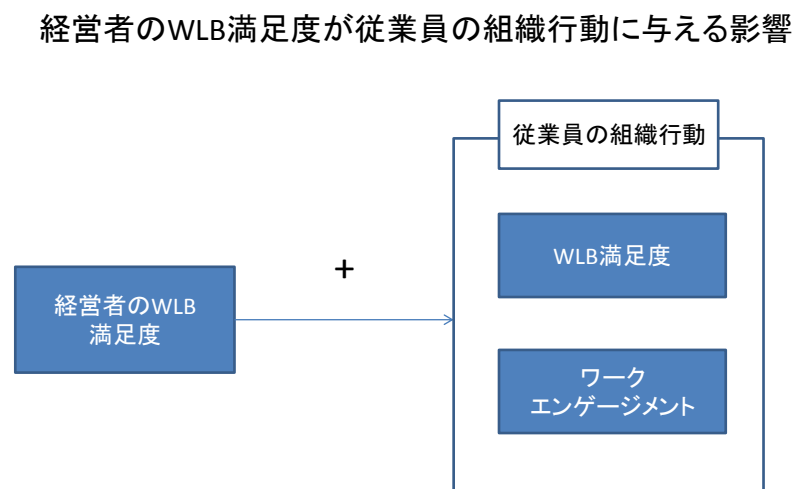 経営者のWLB満足度が従業員の組織行動に与える影響
従業員の組織行動
WLB満足度
+
経営者のWLB
満足度
ワーク
エンゲージメント